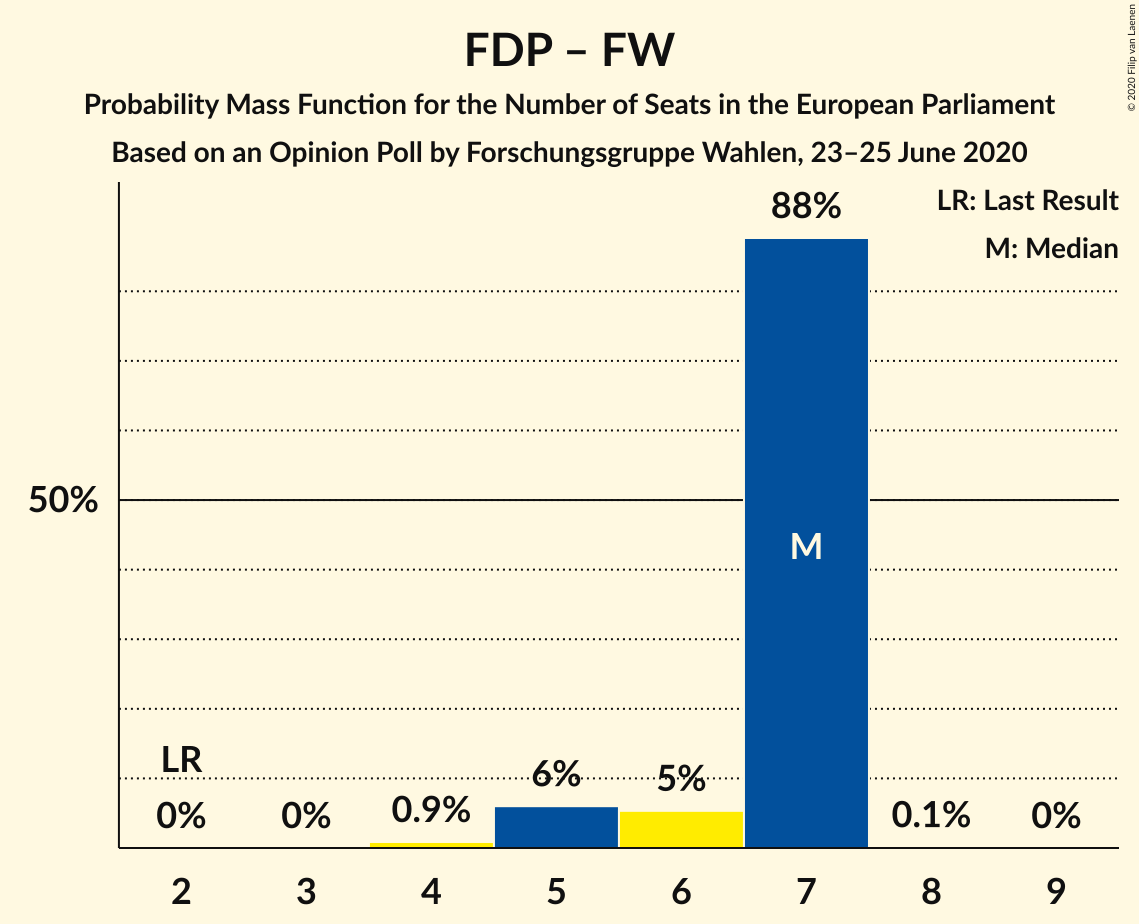 FDP – FW
Probability Mass Function for the Number of Seats in the European Parliament
Based on an Opinion Poll by Forschungsgruppe Wahlen, 23–25 June 2020
© 2020 Filip van Laenen
LR: Last Result
M: Median
88%
50%
M
LR
0%
0%
0.9%
6%
5%
0.1%
0%
2 3 4 5 6 7 8 9